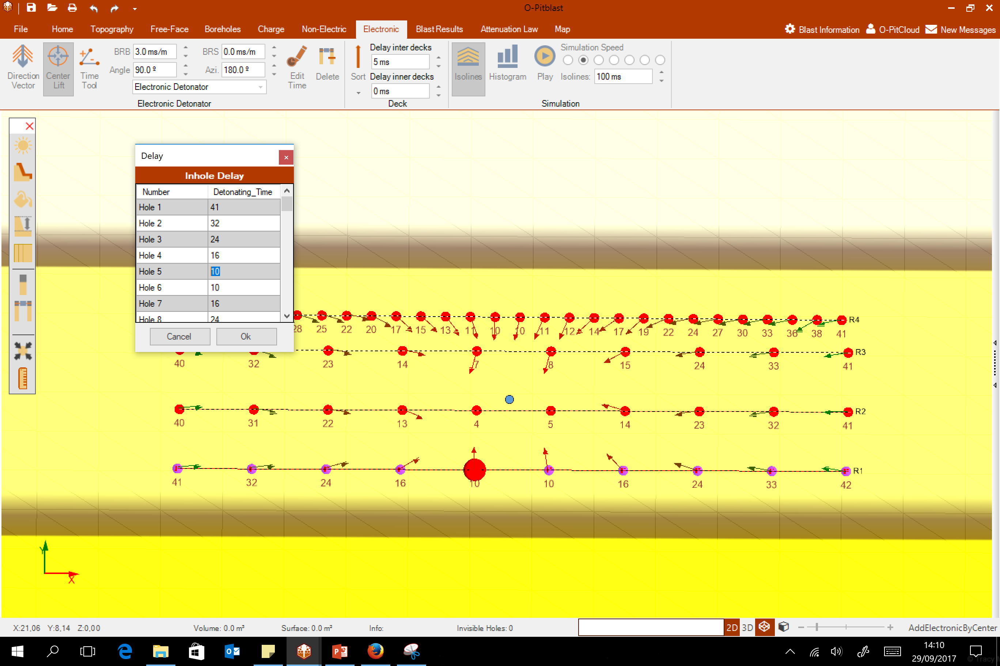 O-Pitblast
File Home Topography Free-Face Boreholes Charge Non-Electric Electronic Blast Results Attenuation Law Map Blast Information O-PitCloud New Messages
Direction Vector
Center Lift
Time Tool
BRB 3.0 ms/m BRS 0.0 ms/m
Angle 90.0 º Azi. 180.0 º
Electronic Detonator
Electronic Detonator
Edit Time
Delete
Sort
Delay inter decks
5 ms
Delay inner decks
0 ms
Deck
Isolines
Histogram
Play
Simulation Speed
Isolines: 100 ms
Simulation
Delay
Inhole Delay
Number Detonating_Time
Hole 1 41
Hole 2 32
Hole 3 24
Hole 4 16
Hole 5 10
Hole 6 10
Hole 7 16
Hole 8 24
Cancel Ok
R4
28 25 22 20 17 15 13 11 10 10 11 12 14 17 19 22 24 27 30 33 36 38 41
R3
40 32 23 14 7 8 15 24 33 41
R2
40 31 22 13 4 5 14 23 32 41
R1
41 32 24 16 10 10 16 24 33 42
Y
X
X:21,06 Y:8,14 Z:0,00 Volume: 0.0 m³ Surface: 0.0 m² Info: Invisible Holes: 0 2D 3D AddElectronicByCenter
14:10
29/09/2017
© Tracy